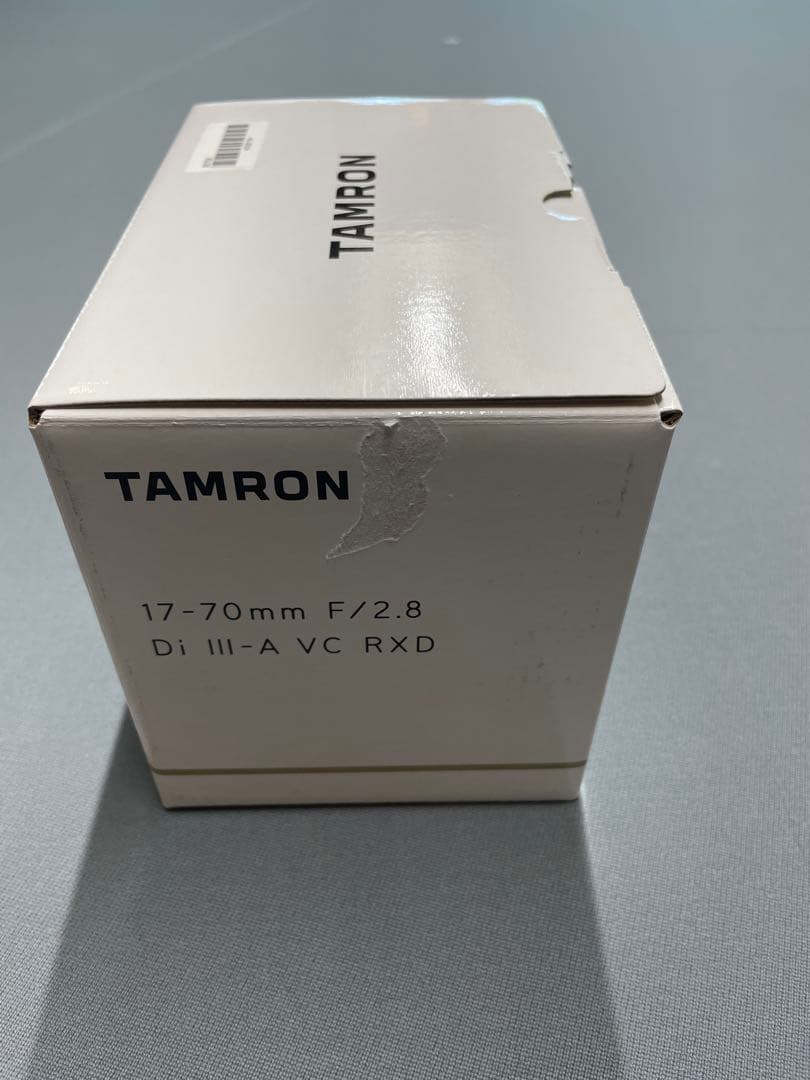 TAMRON
TAMRON
17-70mm F/2.8
Di III-A VC RXD